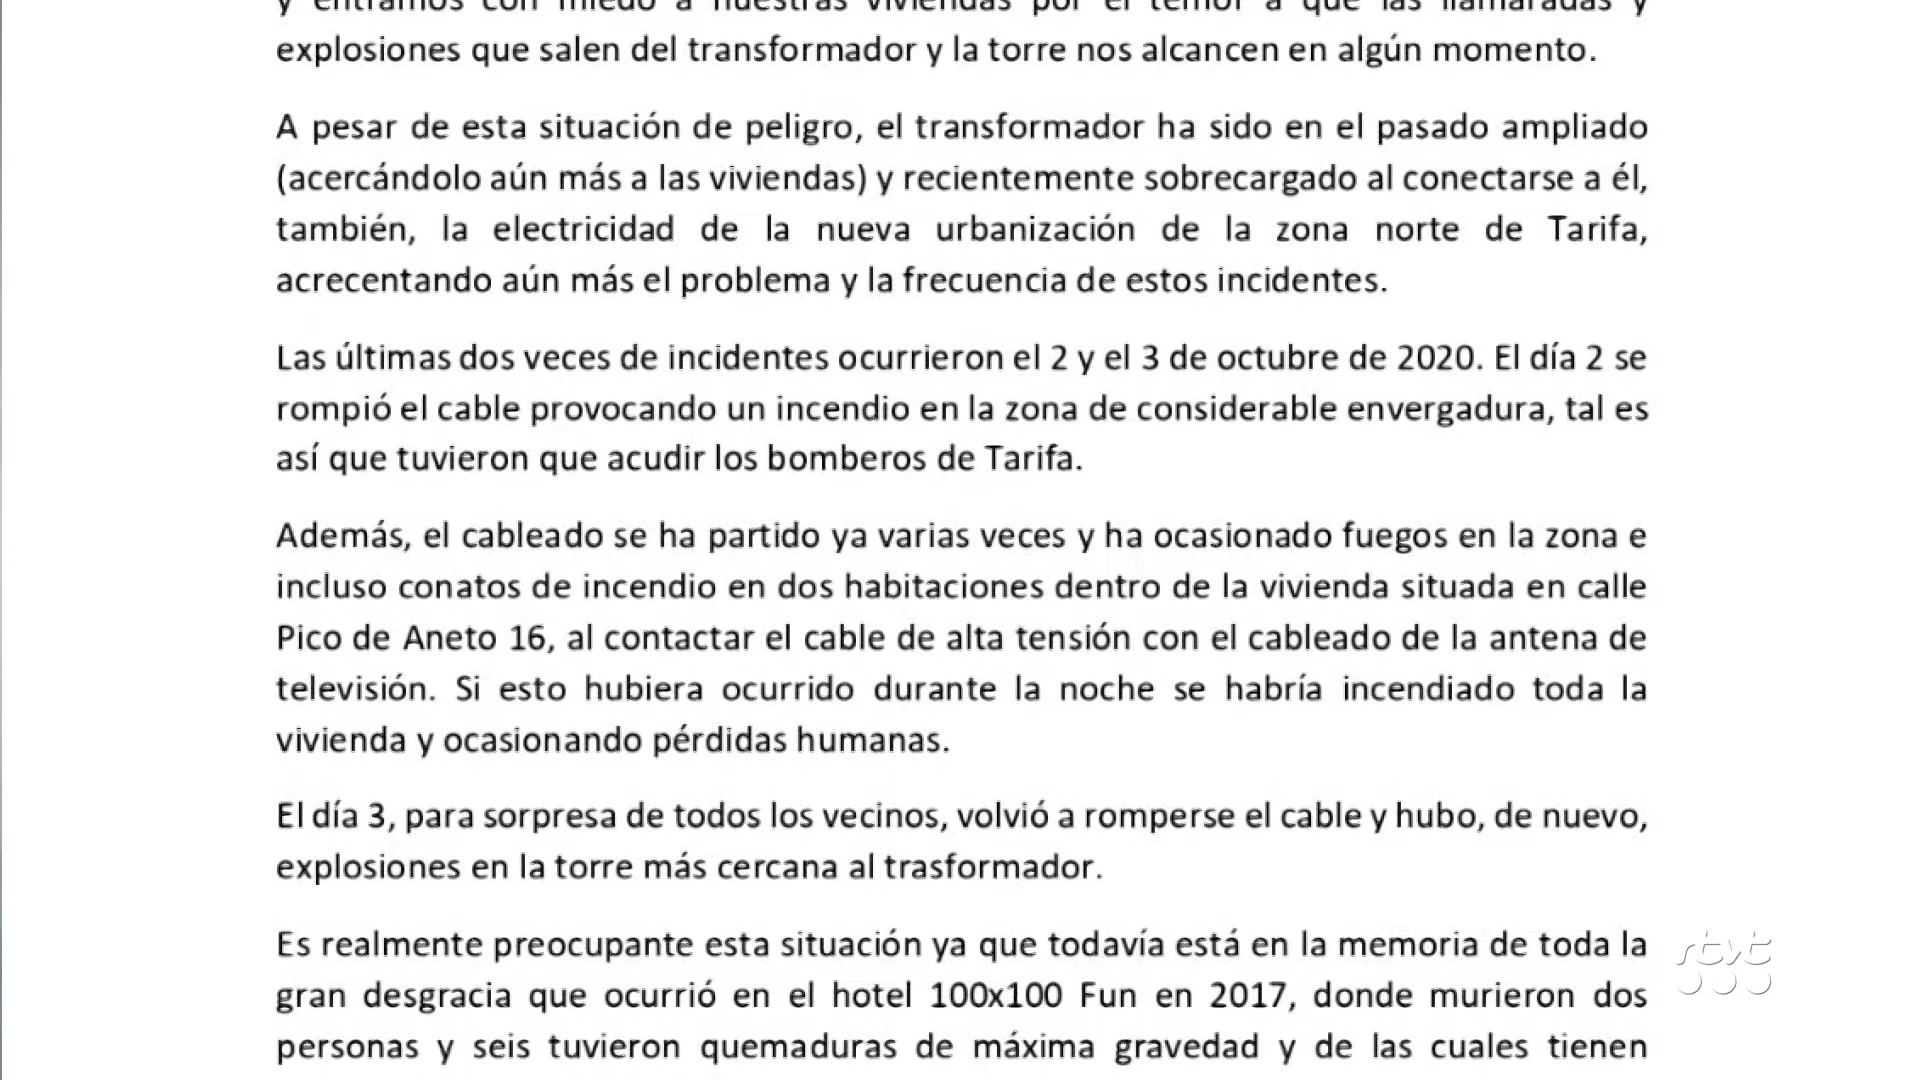 y entramos con miedo a nuestras viviendas por el temor a que las llamaradas y
explosiones que salen del transformador y la torre nos alcancen en algún momento.
A pesar de esta situación de peligro, el transformador ha sido en el pasado ampliado
(acercándolo aún más a las viviendas) y recientemente sobrecargado al conectarse a él,
también, la electricidad de la nueva urbanización de la zona norte de Tarifa,
acrecentando aún más el problema y la frecuencia de estos incidentes.
Las últimas dos veces de incidentes ocurrieron el 2 y el 3 de octubre de 2020. El día 2 se
rompió el cable provocando un incendio en la zona de considerable envergadura, tal es
así que tuvieron que acudir los bomberos de Tarifa.
Además, el cableado se ha partido ya varias veces y ha ocasionado fuegos en la zona e
incluso conatos de incendio en dos habitaciones dentro de la vivienda situada en calle
Pico de Aneto 16, al contactar el cable de alta tensión con el cableado de la antena de
televisión. Si esto hubiera ocurrido durante la noche se habría incendiado toda la
vivienda y ocasionando pérdidas humanas.
El día 3, para sorpresa de todos los vecinos, volvió a romperse el cable y hubo, de nuevo,
explosiones en la torre más cercana al trasformador.
Es realmente preocupante esta situación ya que todavía está en la memoria de toda la
gran desgracia que ocurrió en el hotel 100x100 Fun en 2017, donde murieron dos
personas y seis tuvieron quemaduras de máxima gravedad y de las cuales tienen
rtvt